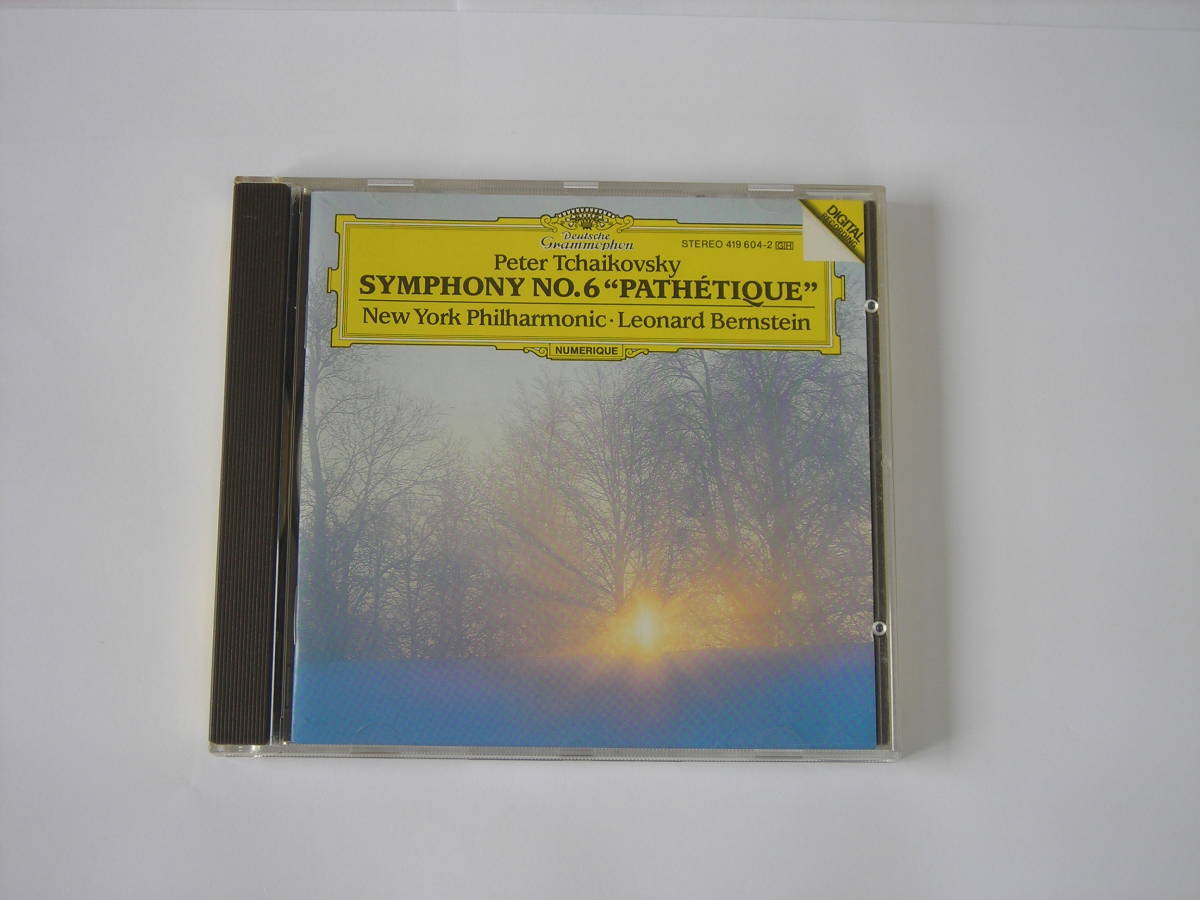 Deutsche
Grammophon
STEREO 419 604-2 GH
DIGITAL
RECORDING
Peter Tchaikovsky
SYMPHONY NO.6 “PATHÉTIQUE”
New York Philharmonic · Leonard Bernstein
NUMERIQUE